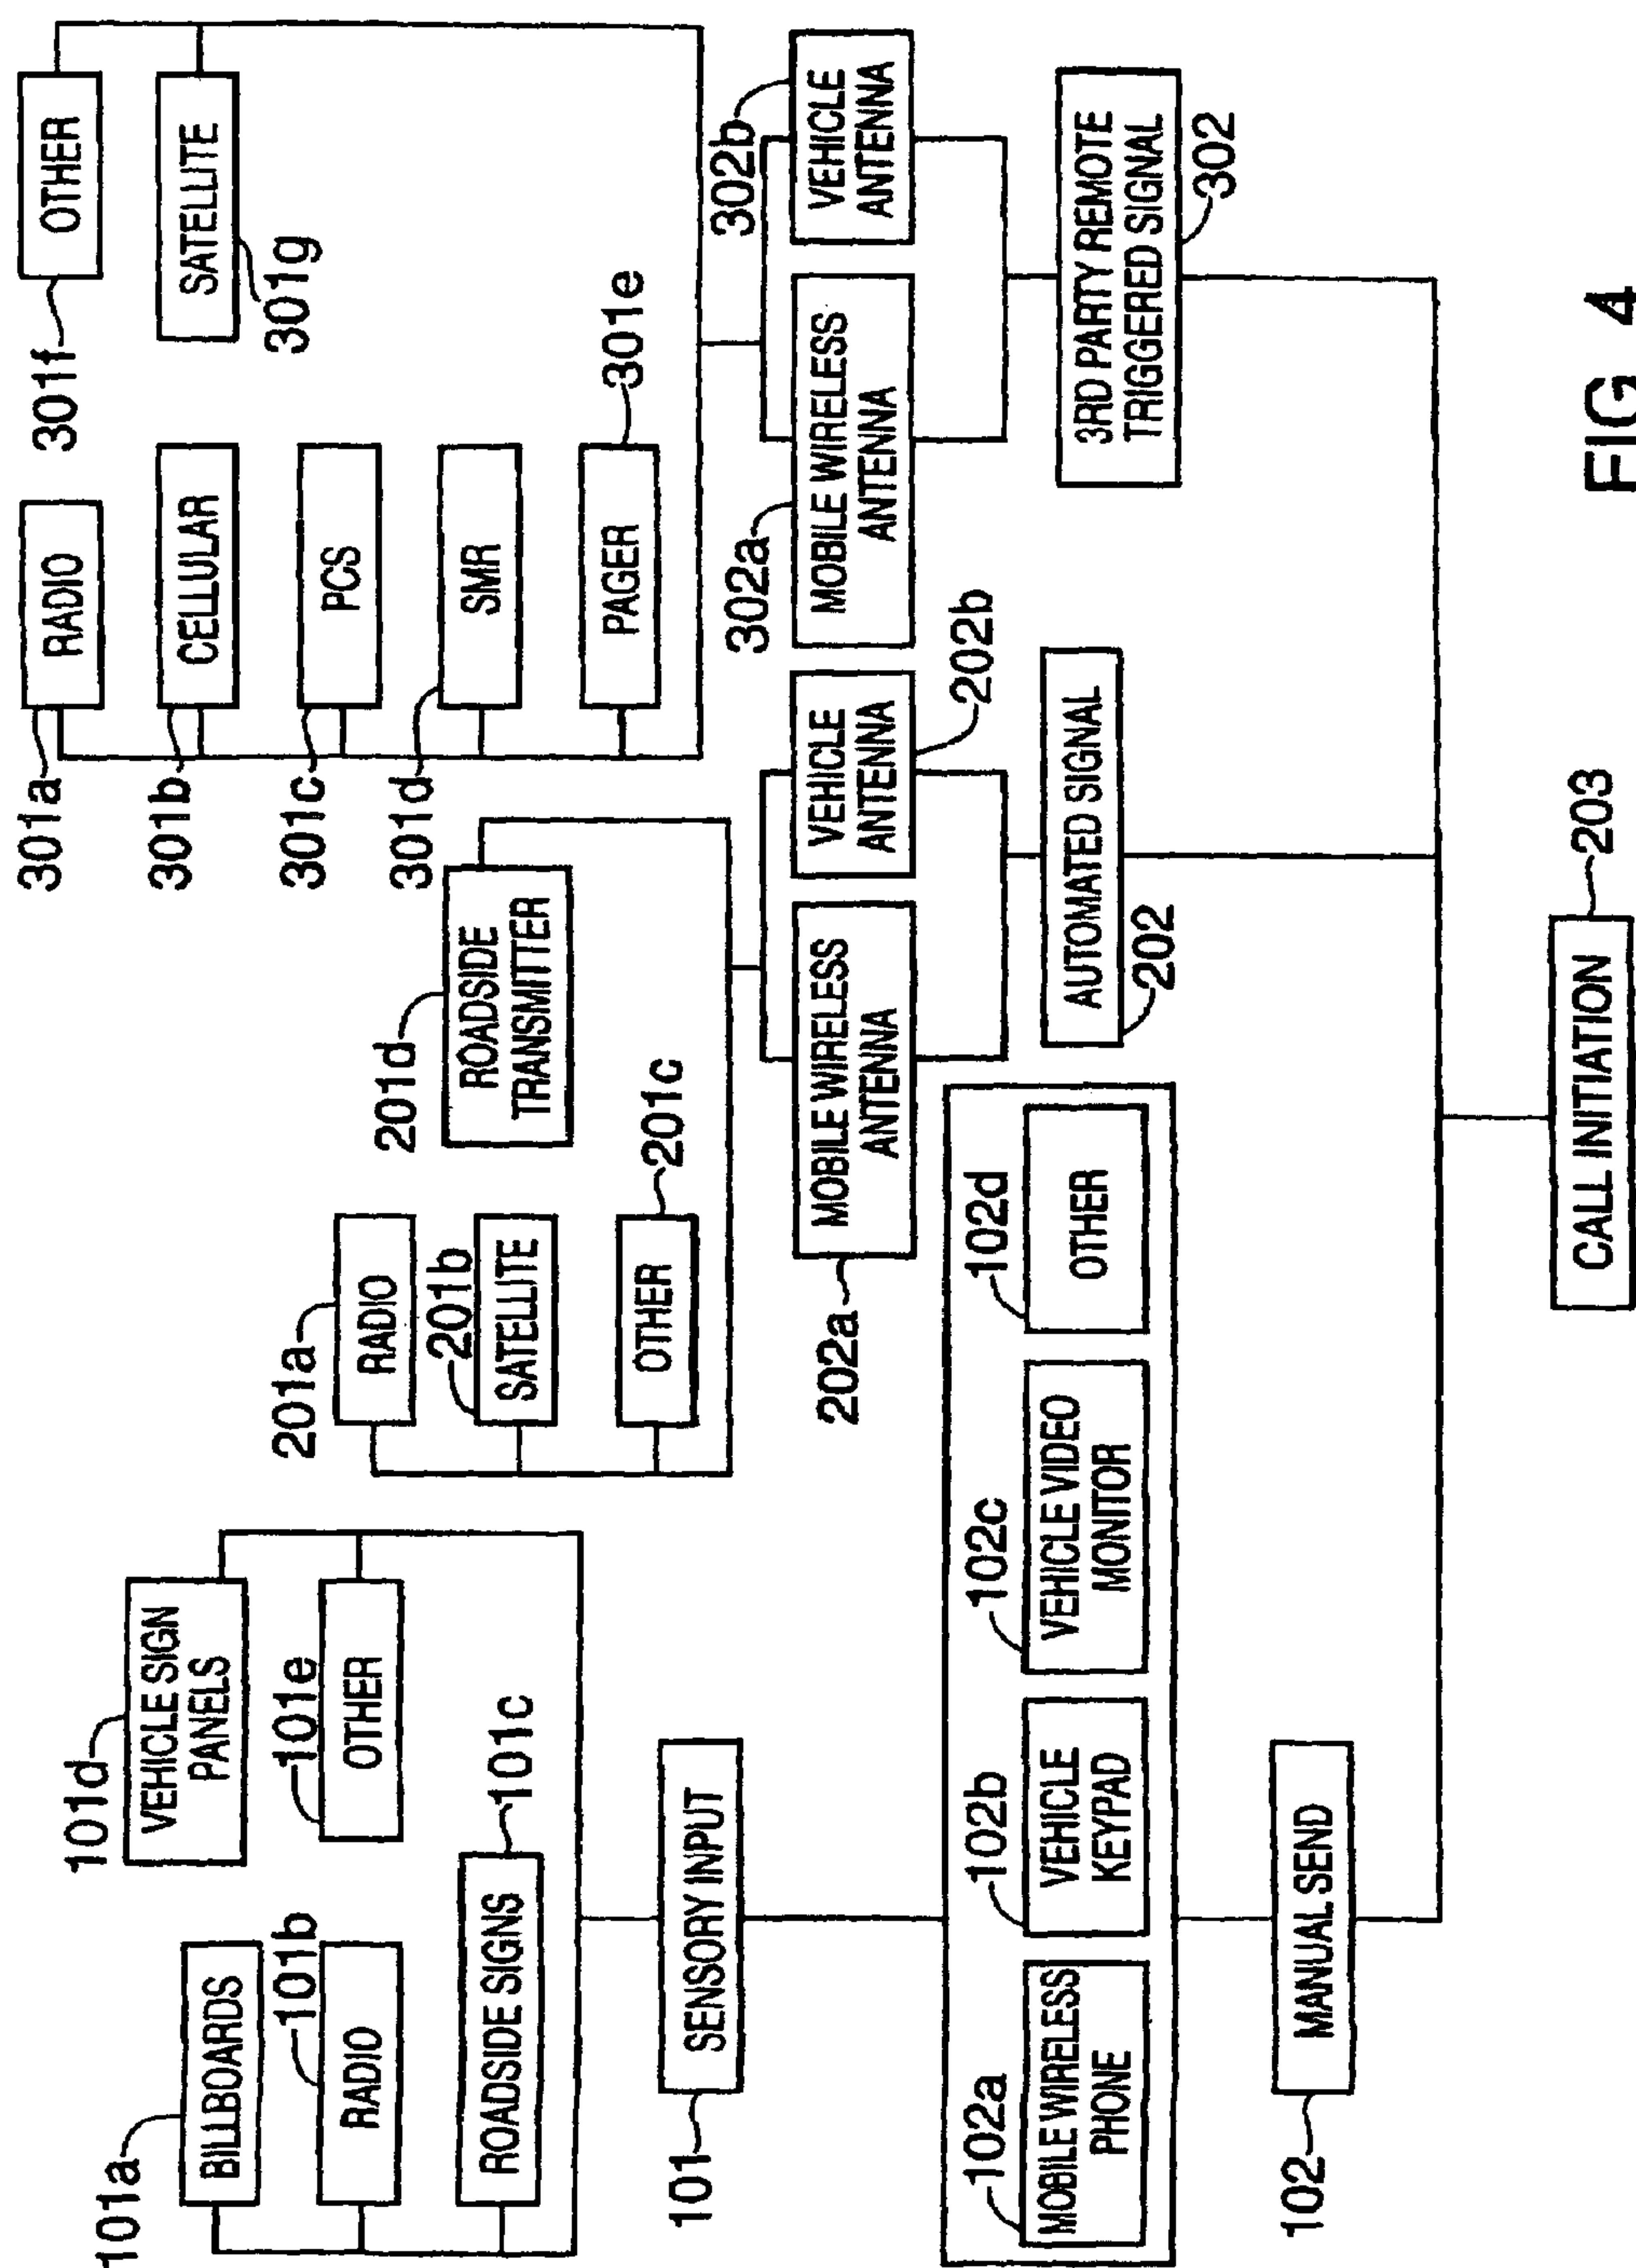 101a
BILLBOARDS
101b
RADIO
ROADSIDE SIGNS
101c
101d
VEHICLE SIGN
PANELS
101e
OTHER
101
SENSORY INPUT
102a
MOBILE WIRELESS
PHONE
102b
VEHICLE
KEYPAD
102c
VEHICLE VIDEO
MONITOR
102d
OTHER
102
MANUAL SEND
201a
RADIO
201b
SATELLITE
OTHER
201c
201d
ROADSIDE
TRANSMITTER
202a
MOBILE WIRELESS
ANTENNA
VEHICLE
ANTENNA
202b
AUTOMATED SIGNAL
202
301a
RADIO
301b
CELLULAR
301c
PCS
301d
SMR
PAGER
301e
301f
OTHER
SATELLITE
301g
302a
MOBILE WIRELESS
ANTENNA
302b
VEHICLE
ANTENNA
3RD PARTY REMOTE
TRIGGERED SIGNAL
302
CALL INITIATION
203
FIG. 4